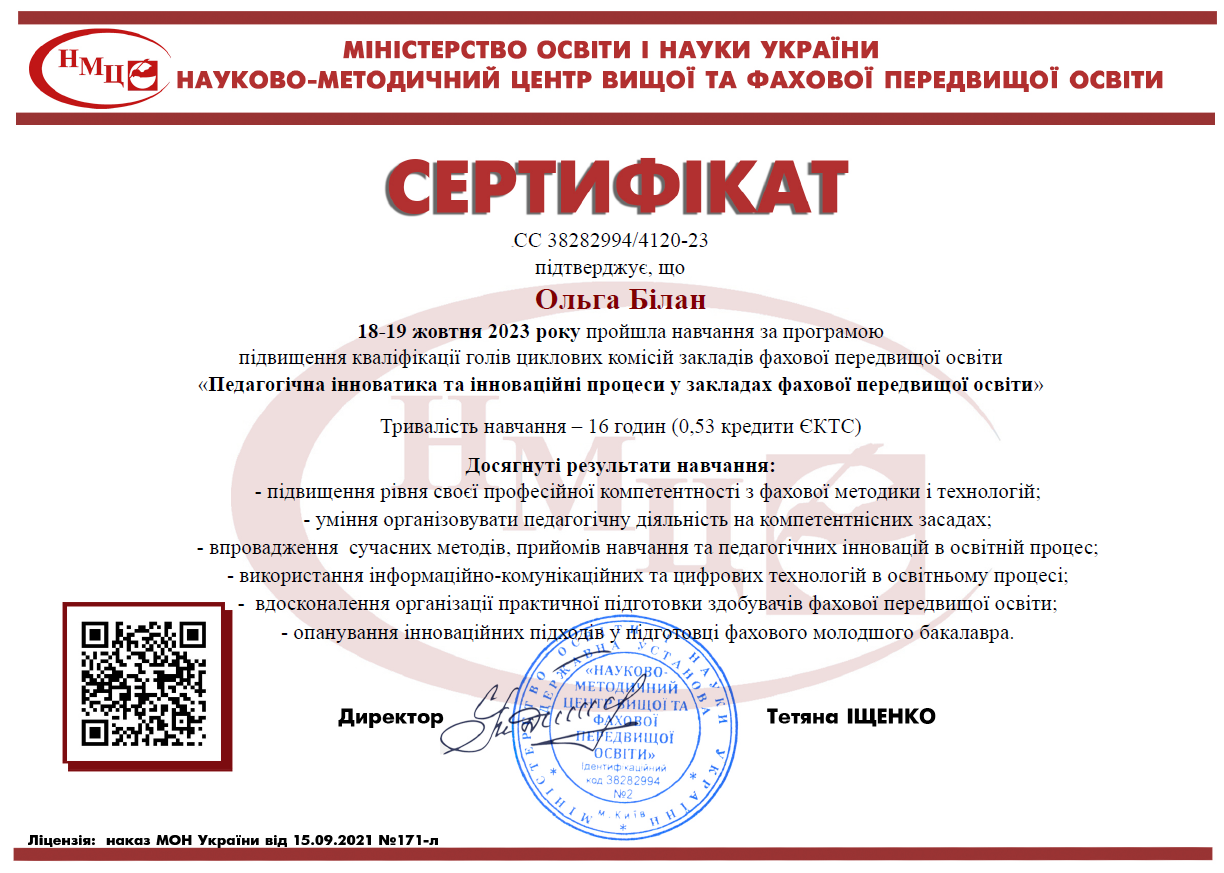 НМЦ
МІНІСТЕРСТВО ОСВІТИ І НАУКИ УКРАЇНИ
НАУКОВО-МЕТОДИЧНИЙ ЦЕНТР ВИЩОЇ ТА ФАХОВОЇ ПЕРЕДВИЩОЇ ОСВІТИ
СЕРТИФІКАТ
СС 38282994/4120-23
підтверджує, що
Ольга Білан
18-19 жовтня 2023 року пройшла навчання за програмою
підвищення кваліфікації голів циклових комісій закладів фахової передвищої освіти
«Педагогічна інноватика та інноваційні процеси у закладах фахової передвищої освіти»
Тривалість навчання – 16 годин (0,53 кредити ЄКТС)
НМЦ
Досягнуті результати навчання:
- підвищення рівня своєї професійної компетентності з фахової методики і технологій;
- уміння організовувати педагогічну діяльність на компетентнісних засадах;
- впровадження сучасних методів, прийомів навчання та педагогічних інновацій в освітній процес;
- використання інформаційно-комунікаційних та цифрових технологій в освітньому процесі;
- вдосконалення організації практичної підготовки здобувачів фахової передвищої освіти;
- опанування інноваційних підходів у підготовці фахового молодшого бакалавра.
Директор
Тетяна ІЩЕНКО
МІНІСТЕРСТВО ОСВІТИ І НАУКИ УКРАЇНИ
ДЕРЖАВНА УСТАНОВА
«НАУКОВО-
МЕТОДИЧНИЙ
ЦЕНТР ВИЩОЇ ТА
ФАХОВОЇ
ПЕРЕДВИЩОЇ
ОСВІТИ»
Ідентифікаційний
код 38282994
№2
м. Київ
Ліцензія: наказ МОН України від 15.09.2021 №171-л